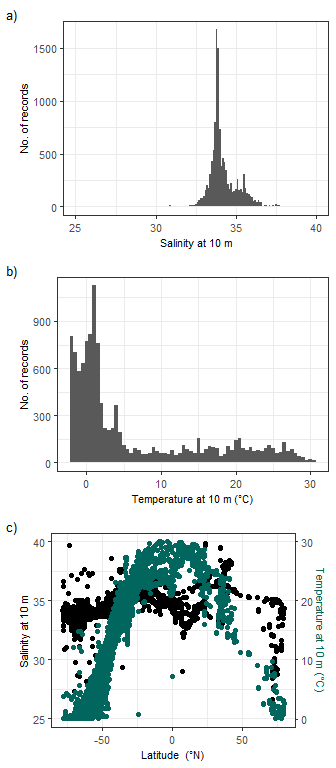 a)
No. of records
1500
1000
500
0
25 30 35 40
Salinity at 10 m
b)
No. of records
900
600
300
0
0 10 20 30
Temperature at 10 m (°C)
c)
Salinity at 10 m
40
35
30
25
30
20
10
0
Temperature at 10 m (°C)
-50 0 50
Latitude (°N)